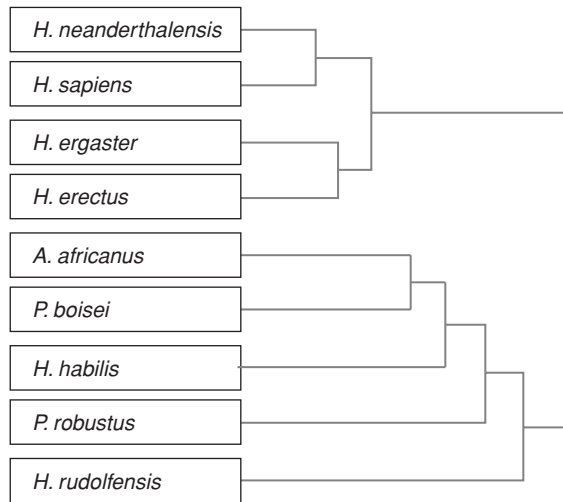 H. neanderthalensis
H. sapiens
H. ergaster
H. erectus
A. africanus
P. boisei
H. habilis
P. robustus
H. rudolfensis